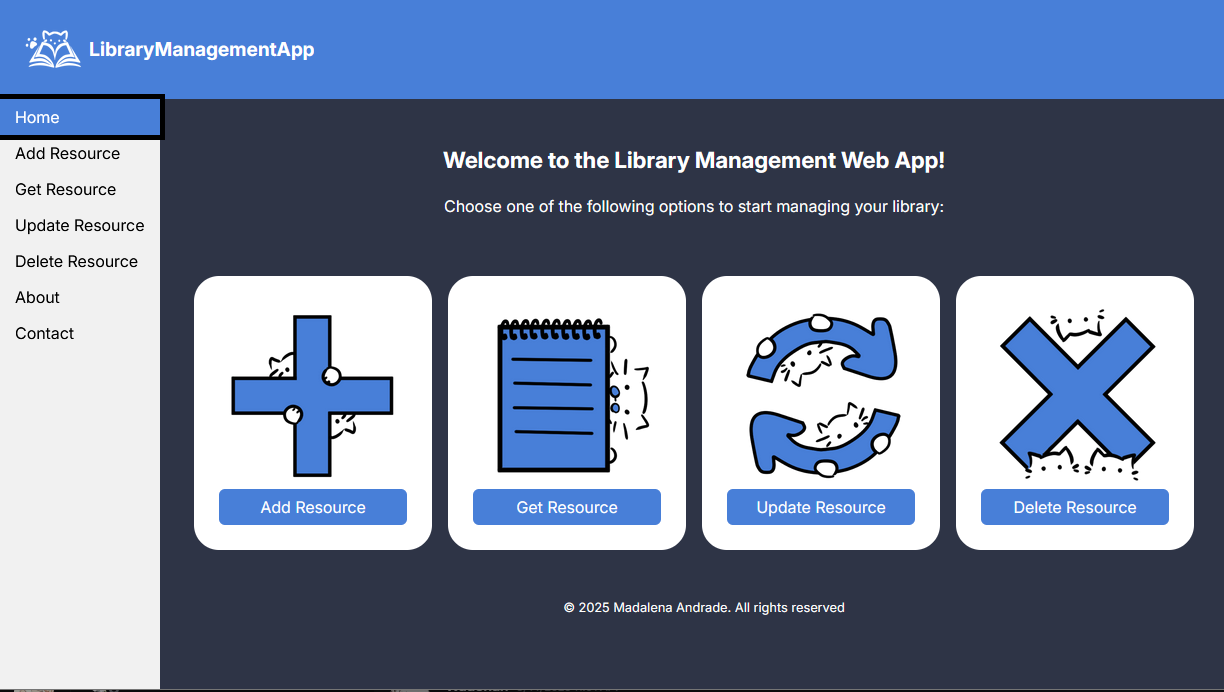 LibraryManagementApp
Home
Add Resource
Get Resource
Update Resource
Delete Resource
About
Contact
Welcome to the Library Management Web App!
Choose one of the following options to start managing your library:
Add Resource
Get Resource
Update Resource
Delete Resource
© 2025 Madalena Andrade. All rights reserved